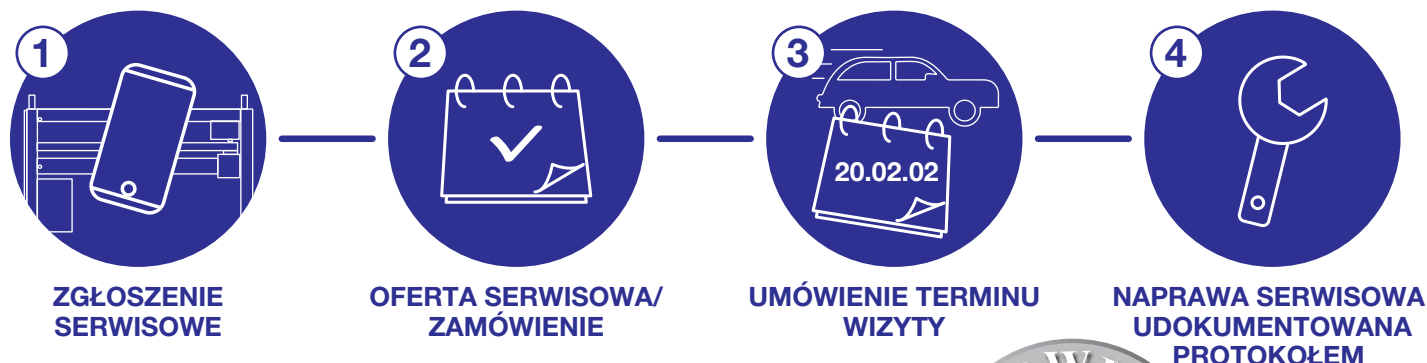 1
2
3
4
20.02.02
ZGŁOSZENIE
SERWISOWE
OFERTA SERWISOWA/
ZAMÓWIENIE
UMÓWIENIE TERMINU
WIZYTY
NAPRAWA SERWISOWA
UDOKUMENTOWANA
PROTOKOŁEM